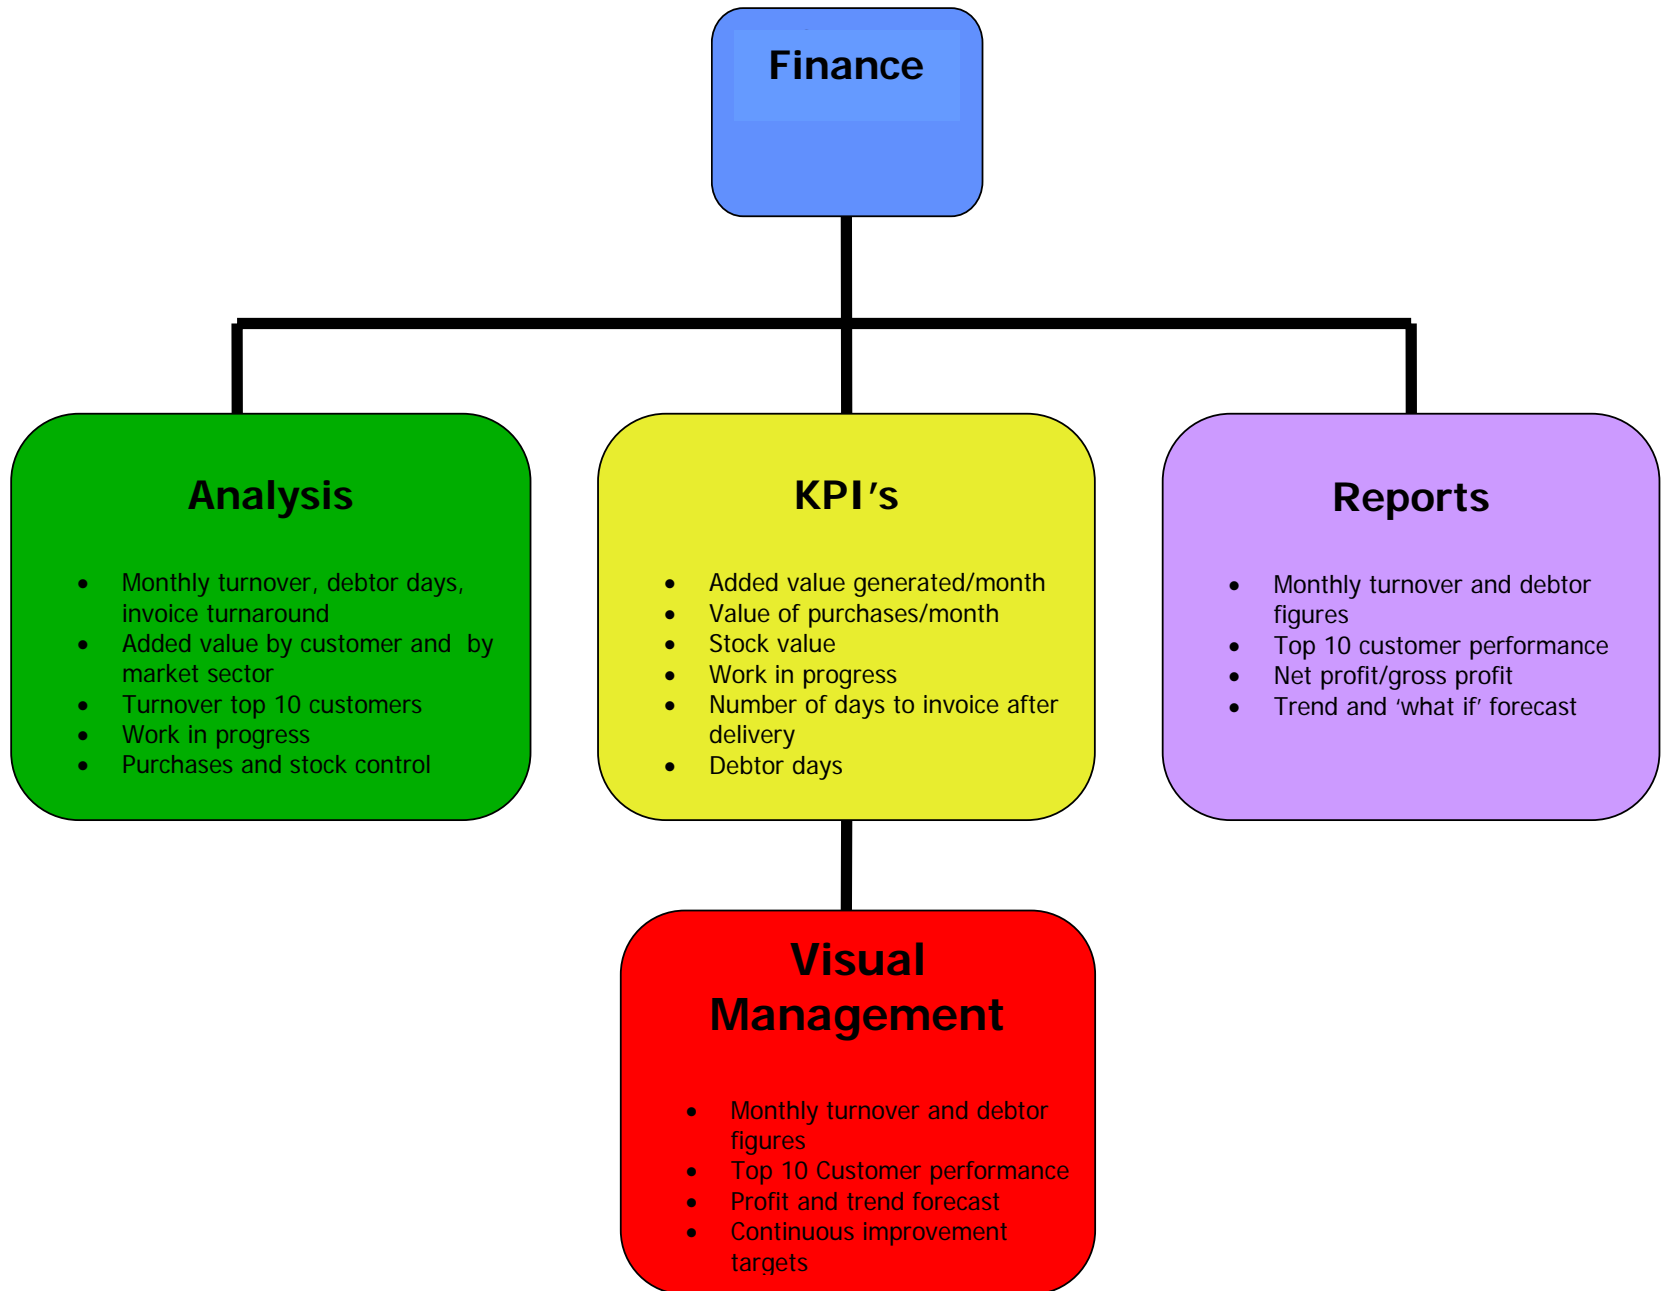 Finance
Analysis
• Monthly turnover, debtor days,
invoice turnaround
• Added value by customer and  by
market sector
• Turnover top 10 customers
• Work in progress
• Purchases and stock control
KPI’s
• Added value generated/month
• Value of purchases/month
• Stock value
• Work in progress
• Number of days to invoice after
delivery
• Debtor days
Reports
• Monthly turnover and debtor
figures
• Top 10 customer performance
• Net profit/gross profit
• Trend and ‘what if’ forecast
Visual
Management
• Monthly turnover and debtor
figures
• Top 10 Customer performance
• Profit and trend forecast
• Continuous improvement
targets